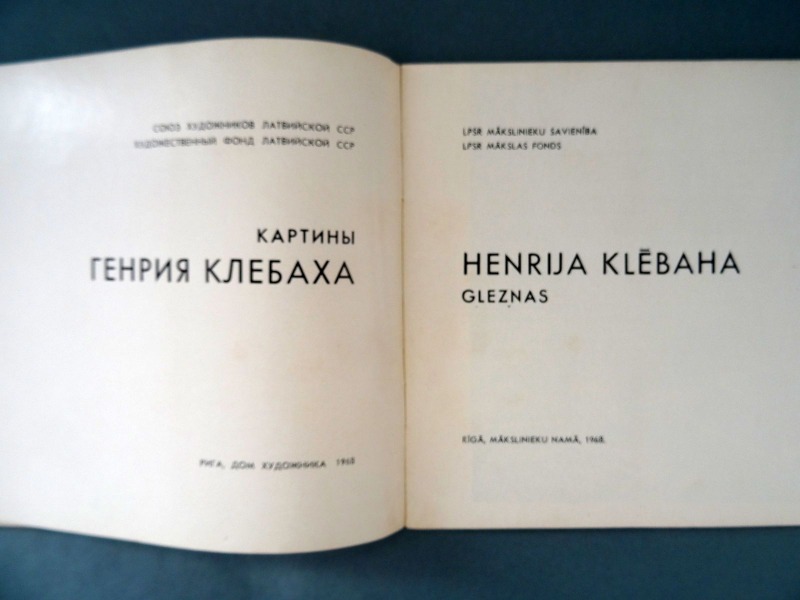 СОЮЗ ХУДОЖНИКОВ ЛАТВИЙСКОЙ ССР
ХУДОЖЕСТВЕННЫЙ ФОНД ЛАТВИЙСКОЙ ССР
КАРТИНЫ
ГЕНРИЯ КЛЕБАХА
РИГА, ДОМ ХУДОЖНИКА 1968
LPSR MĀKSLINIEKU SAVIENĪBA
LPSR MĀKSLAS FONDS
HENRIJA KLĒBAHA
GLEZŅAS
RĪGĀ, MĀKSLINIEKU NAMĀ, 1968.